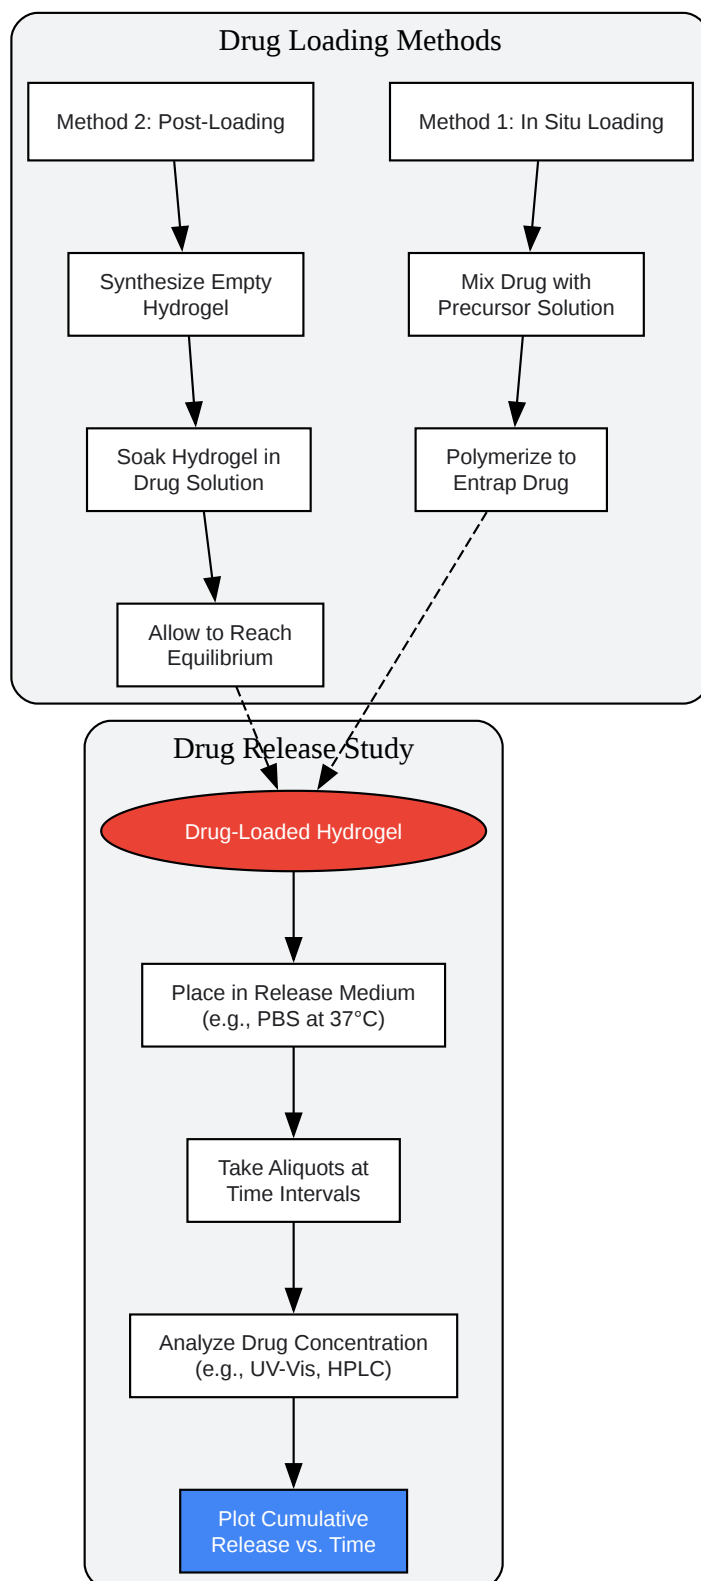 Drug Loading Methods
Method 2: Post-Loading
Method 1: In Situ Loading
Synthesize Empty
Hydrogel
Mix Drug with
Precursor Solution
Soak Hydrogel in
Drug Solution
Polymerize to
Entrap Drug
Allow to Reach
Equilibrium
Drug Release Study
Drug-Loaded Hydrogel
Place in Release Medium
(e.g., PBS at 37°C)
Take Aliquots at
Time Intervals
Analyze Drug Concentration
(e.g., UV-Vis, HPLC)
Plot Cumulative
Release vs. Time